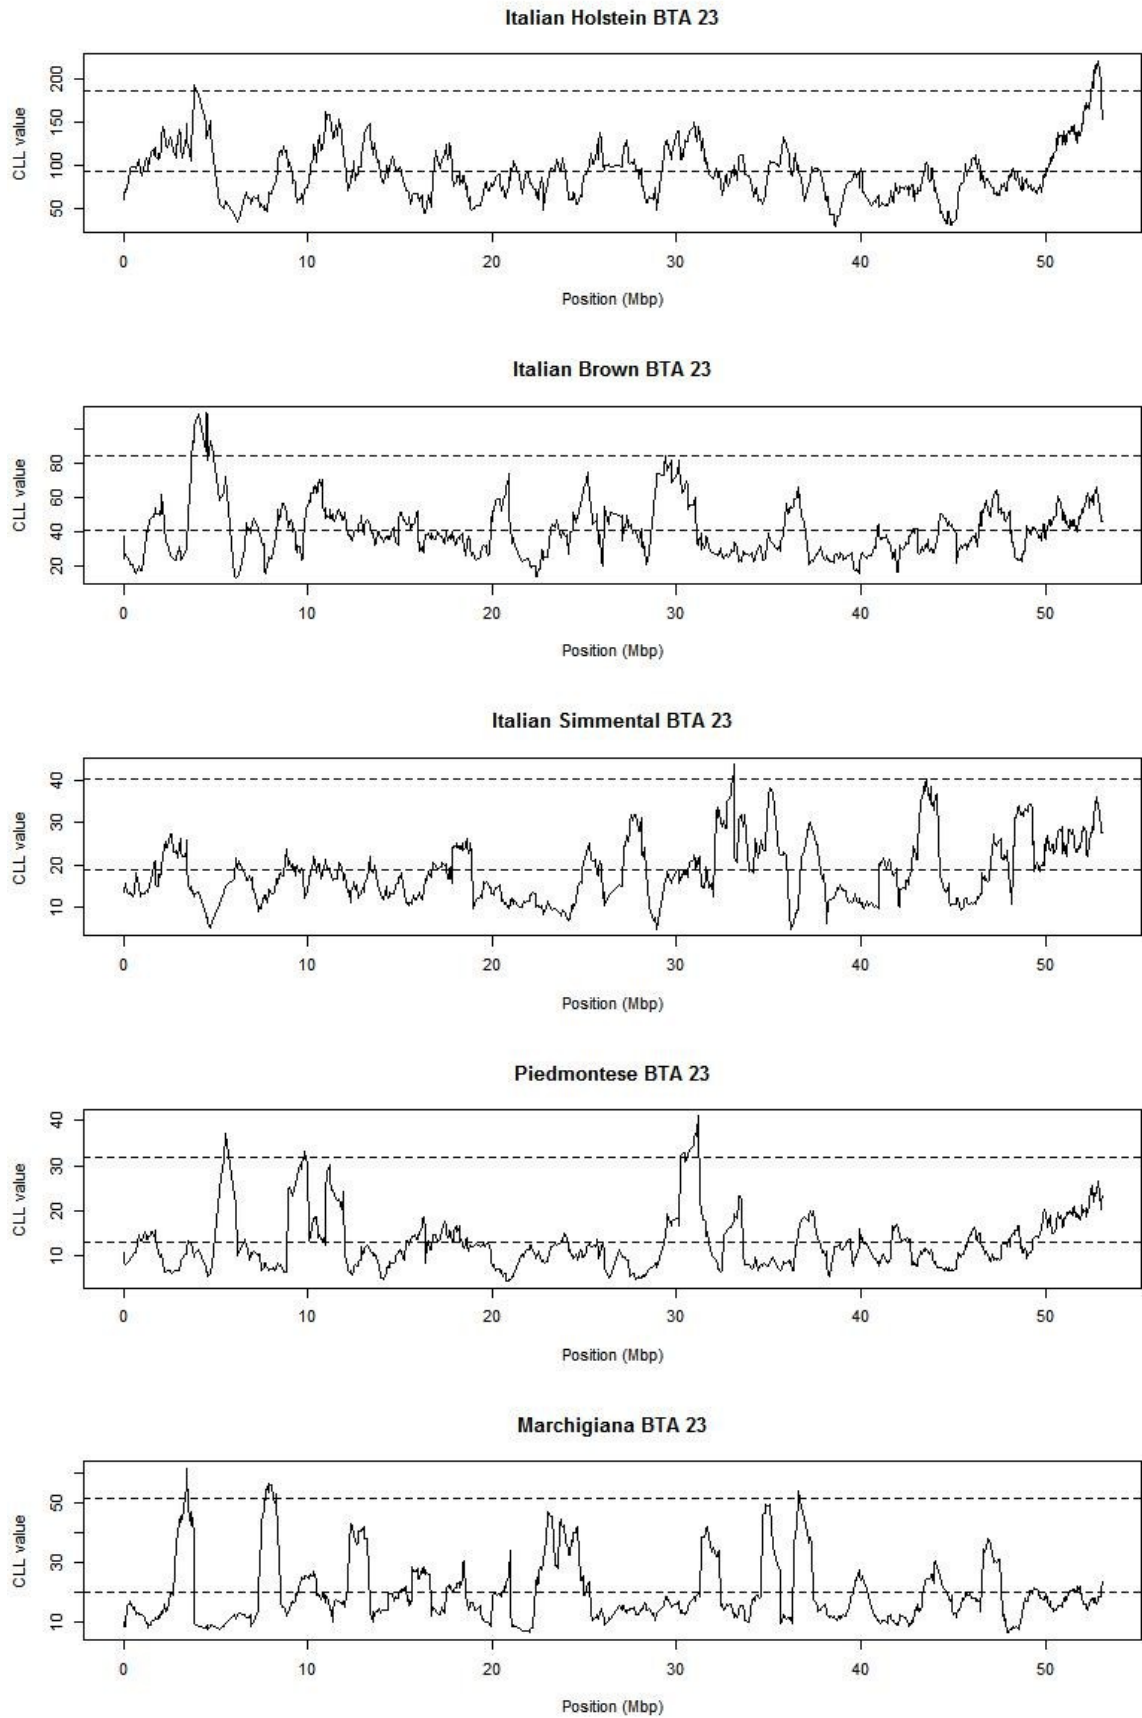 Italian Holstein BTA 23
CLL value
200
150
100
50
0 10 20 30 40 50
Position (Mbp)
Italian Brown BTA 23
CLL value
80
60
40
20
0 10 20 30 40 50
Position (Mbp)
Italian Simmental BTA 23
CLL value
40
30
20
10
0 10 20 30 40 50
Position (Mbp)
Piedmontese BTA 23
CLL value
40
30
20
10
0 10 20 30 40 50
Position (Mbp)
Marchigiana BTA 23
CLL value
50
30
10
0 10 20 30 40 50
Position (Mbp)